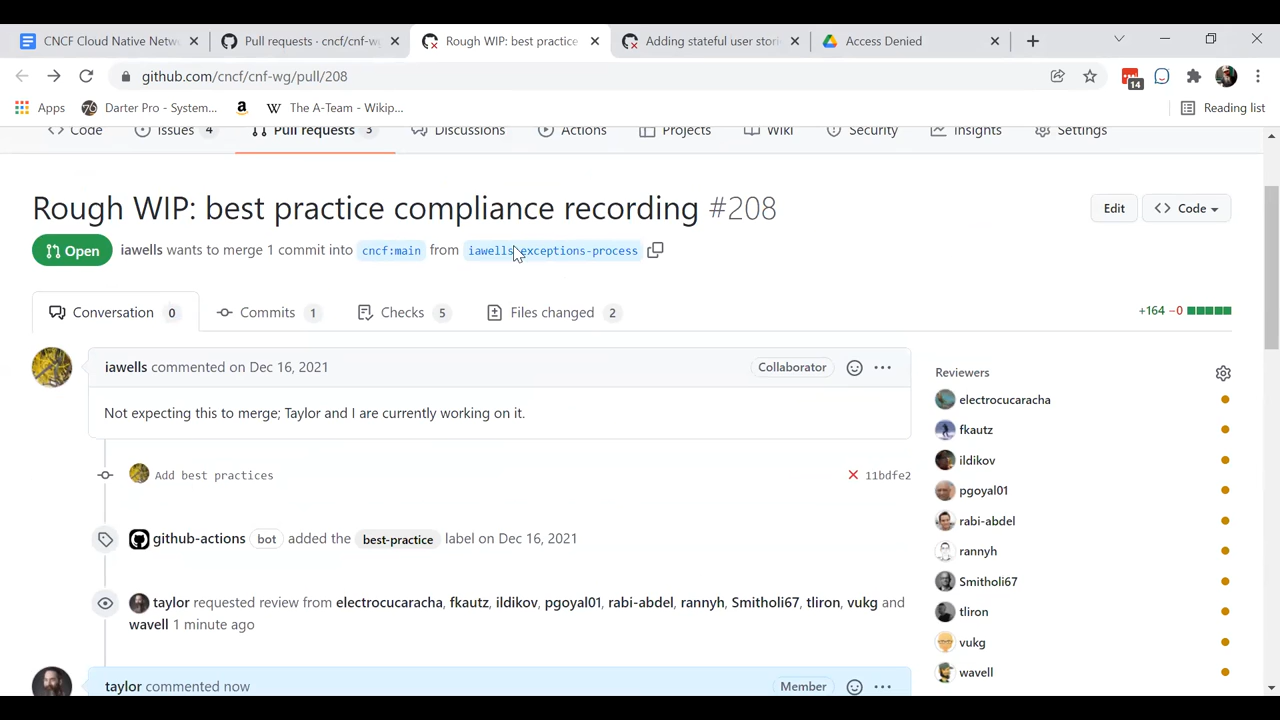 CNCF Cloud Native Netw
Pull requests · cncf/cnf-wg
Rough WIP: best practice
Adding stateful user stori
Access Denied
github.com/cncf/cnf-wg/pull/208
14
Apps
Darter Pro - System...
The A-Team - Wikip...
Reading list
Code
Issues 4
Pull requests 3
Discussions
Actions
Projects
Wiki
Security
Insights
Settings
Rough WIP: best practice compliance recording #208
Edit
Code
Open
iawells wants to merge 1 commit into cncf:main from iawells:exceptions-process
Conversation 0
Commits 1
Checks 5
Files changed 2
+164 −0
iawells commented on Dec 16, 2021
Collaborator
Not expecting this to merge; Taylor and I are currently working on it.
Add best practices
11bdfe2
github-actions bot added the best-practice label on Dec 16, 2021
taylor requested review from electrocucaracha, fkautz, ildikov, pgoyal01, rabi-abdel, rannyh, Smitholi67, tliron, vukg and
wavell 1 minute ago
taylor commented now
Member
Reviewers
electrocucaracha
fkautz
ildikov
pgoyal01
rabi-abdel
rannyh
Smitholi67
tliron
vukg
wavell